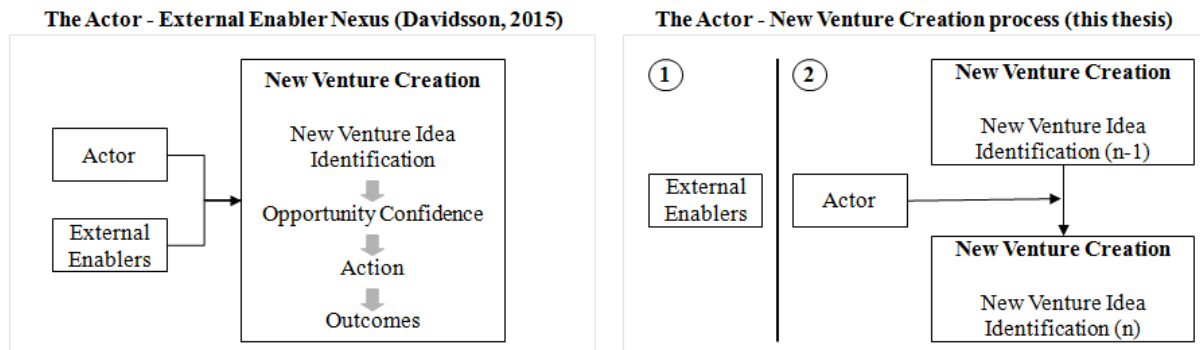 The Actor - External Enabler Nexus (Davidsson, 2015)
New Venture Creation
New Venture Idea
Identification
Opportunity Confidence
Action
Outcomes
Actor
External
Enablers
The Actor - New Venture Creation process (this thesis)
1
2
External
Enablers
Actor
New Venture Creation
New Venture Idea
Identification (n-1)
New Venture Creation
New Venture Idea
Identification (n)